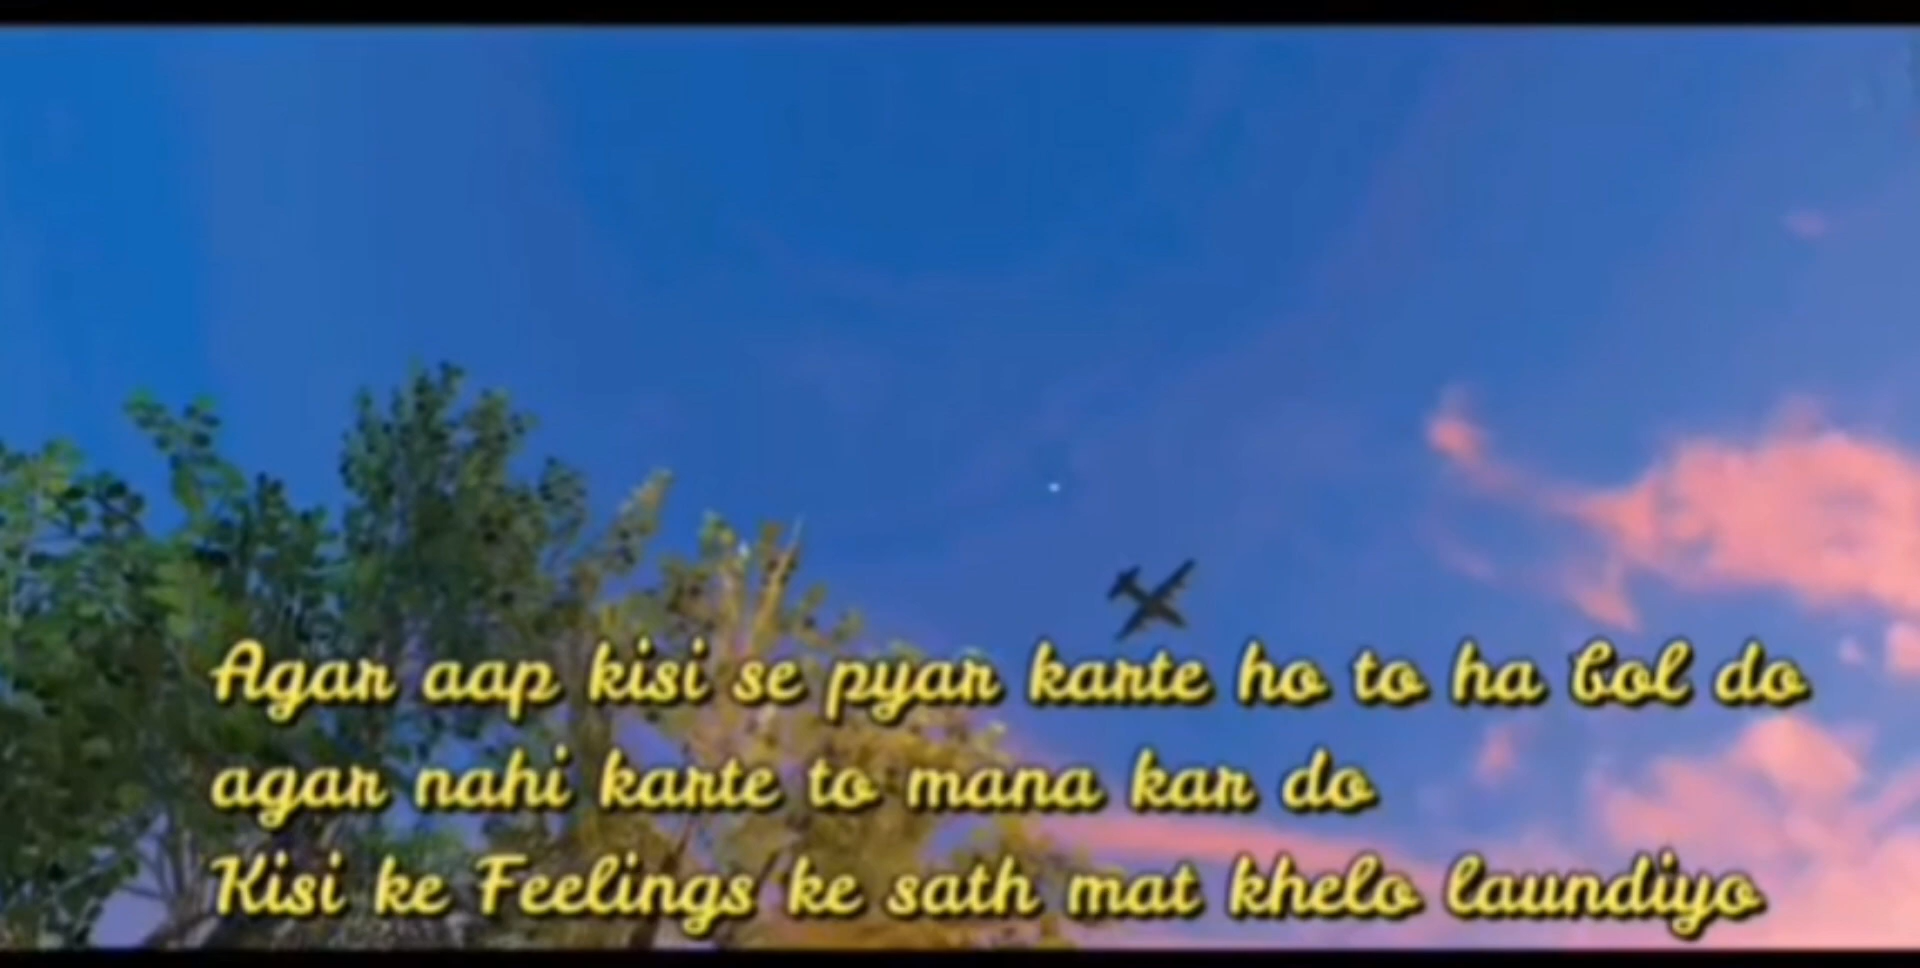 Agar aap kisi se pyar karte ho to ha bol do
agar nahi karte to mana kar do
Kisi ke Feelings ke sath mat khelo laundiyo